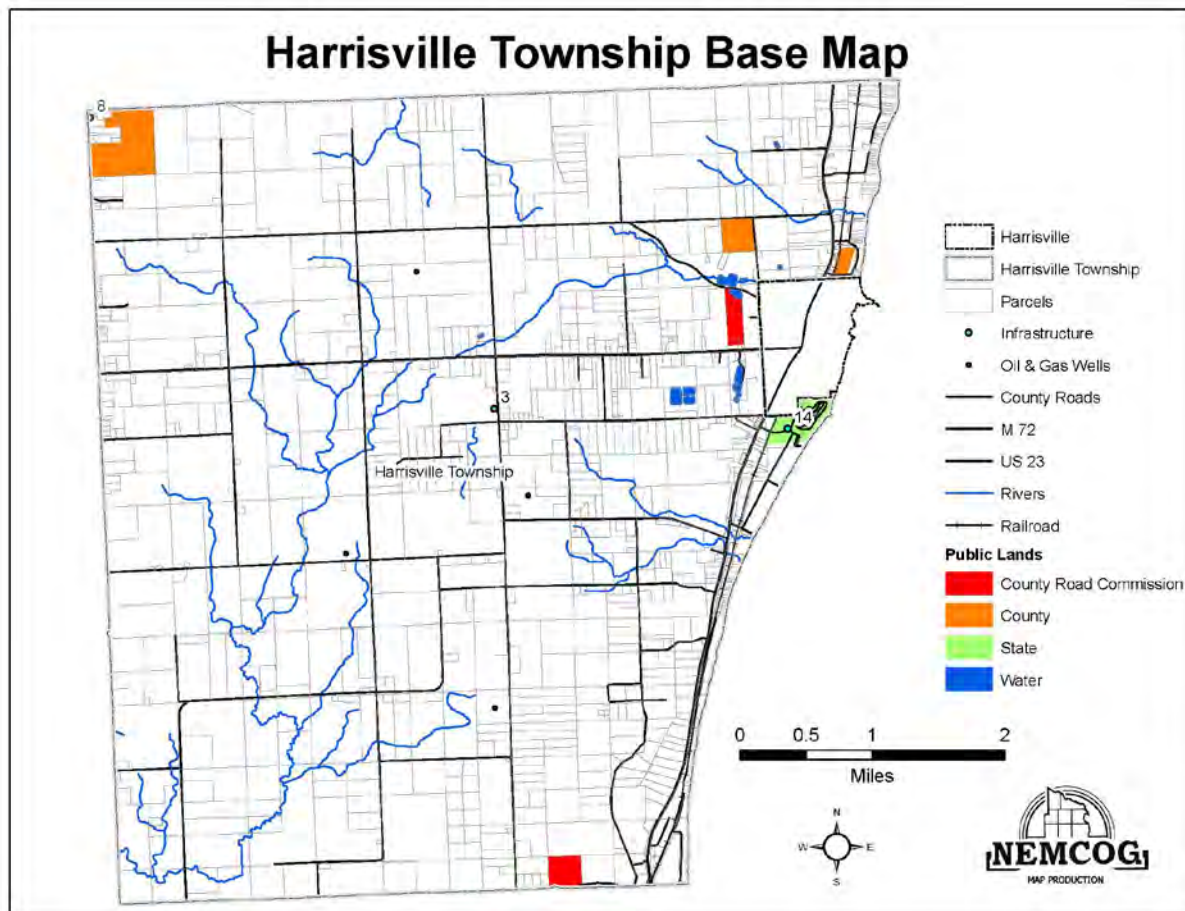 Harrisville Township Base Map
8
3
14
Harrisville Township
Harrisville
Harrisville Township
Parcels
Infrastructure
Oil & Gas Wells
County Roads
M 72
US 23
Rivers
Railroad
Public Lands
County Road Commission
County
State
Water
0 0.5 1 2
Miles
N
W E
S
NEMCOG
MAP PRODUCTION